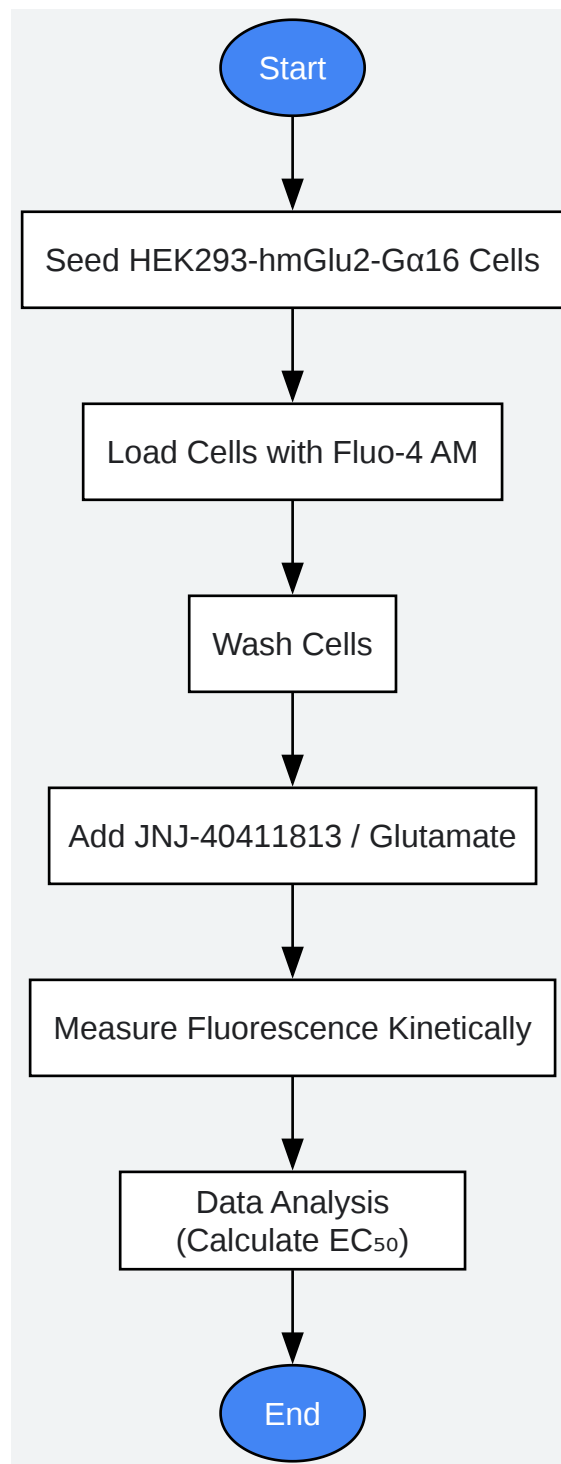 Start
Seed HEK293-hmGlu2-Gα16 Cells
Load Cells with Fluo-4 AM
Wash Cells
Add JNJ-40411813 / Glutamate
Measure Fluorescence Kinetically
Data Analysis
(Calculate EC₅₀)
End